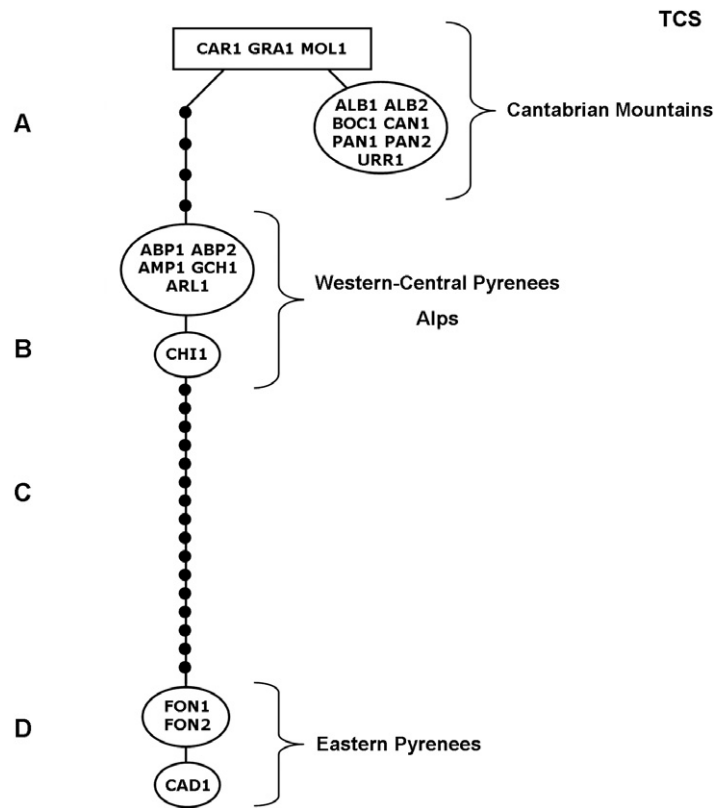 TCS
CAR1 GRA1 MOL1
A
ALB1 ALB2
BOC1 CAN1
PAN1 PAN2
URR1
Cantabrian Mountains
ABP1 ABP2
AMP1 GCH1
ARL1
Western-Central Pyrenees
Alps
B
CHI1
C
D
FON1
FON2
Eastern Pyrenees
CAD1